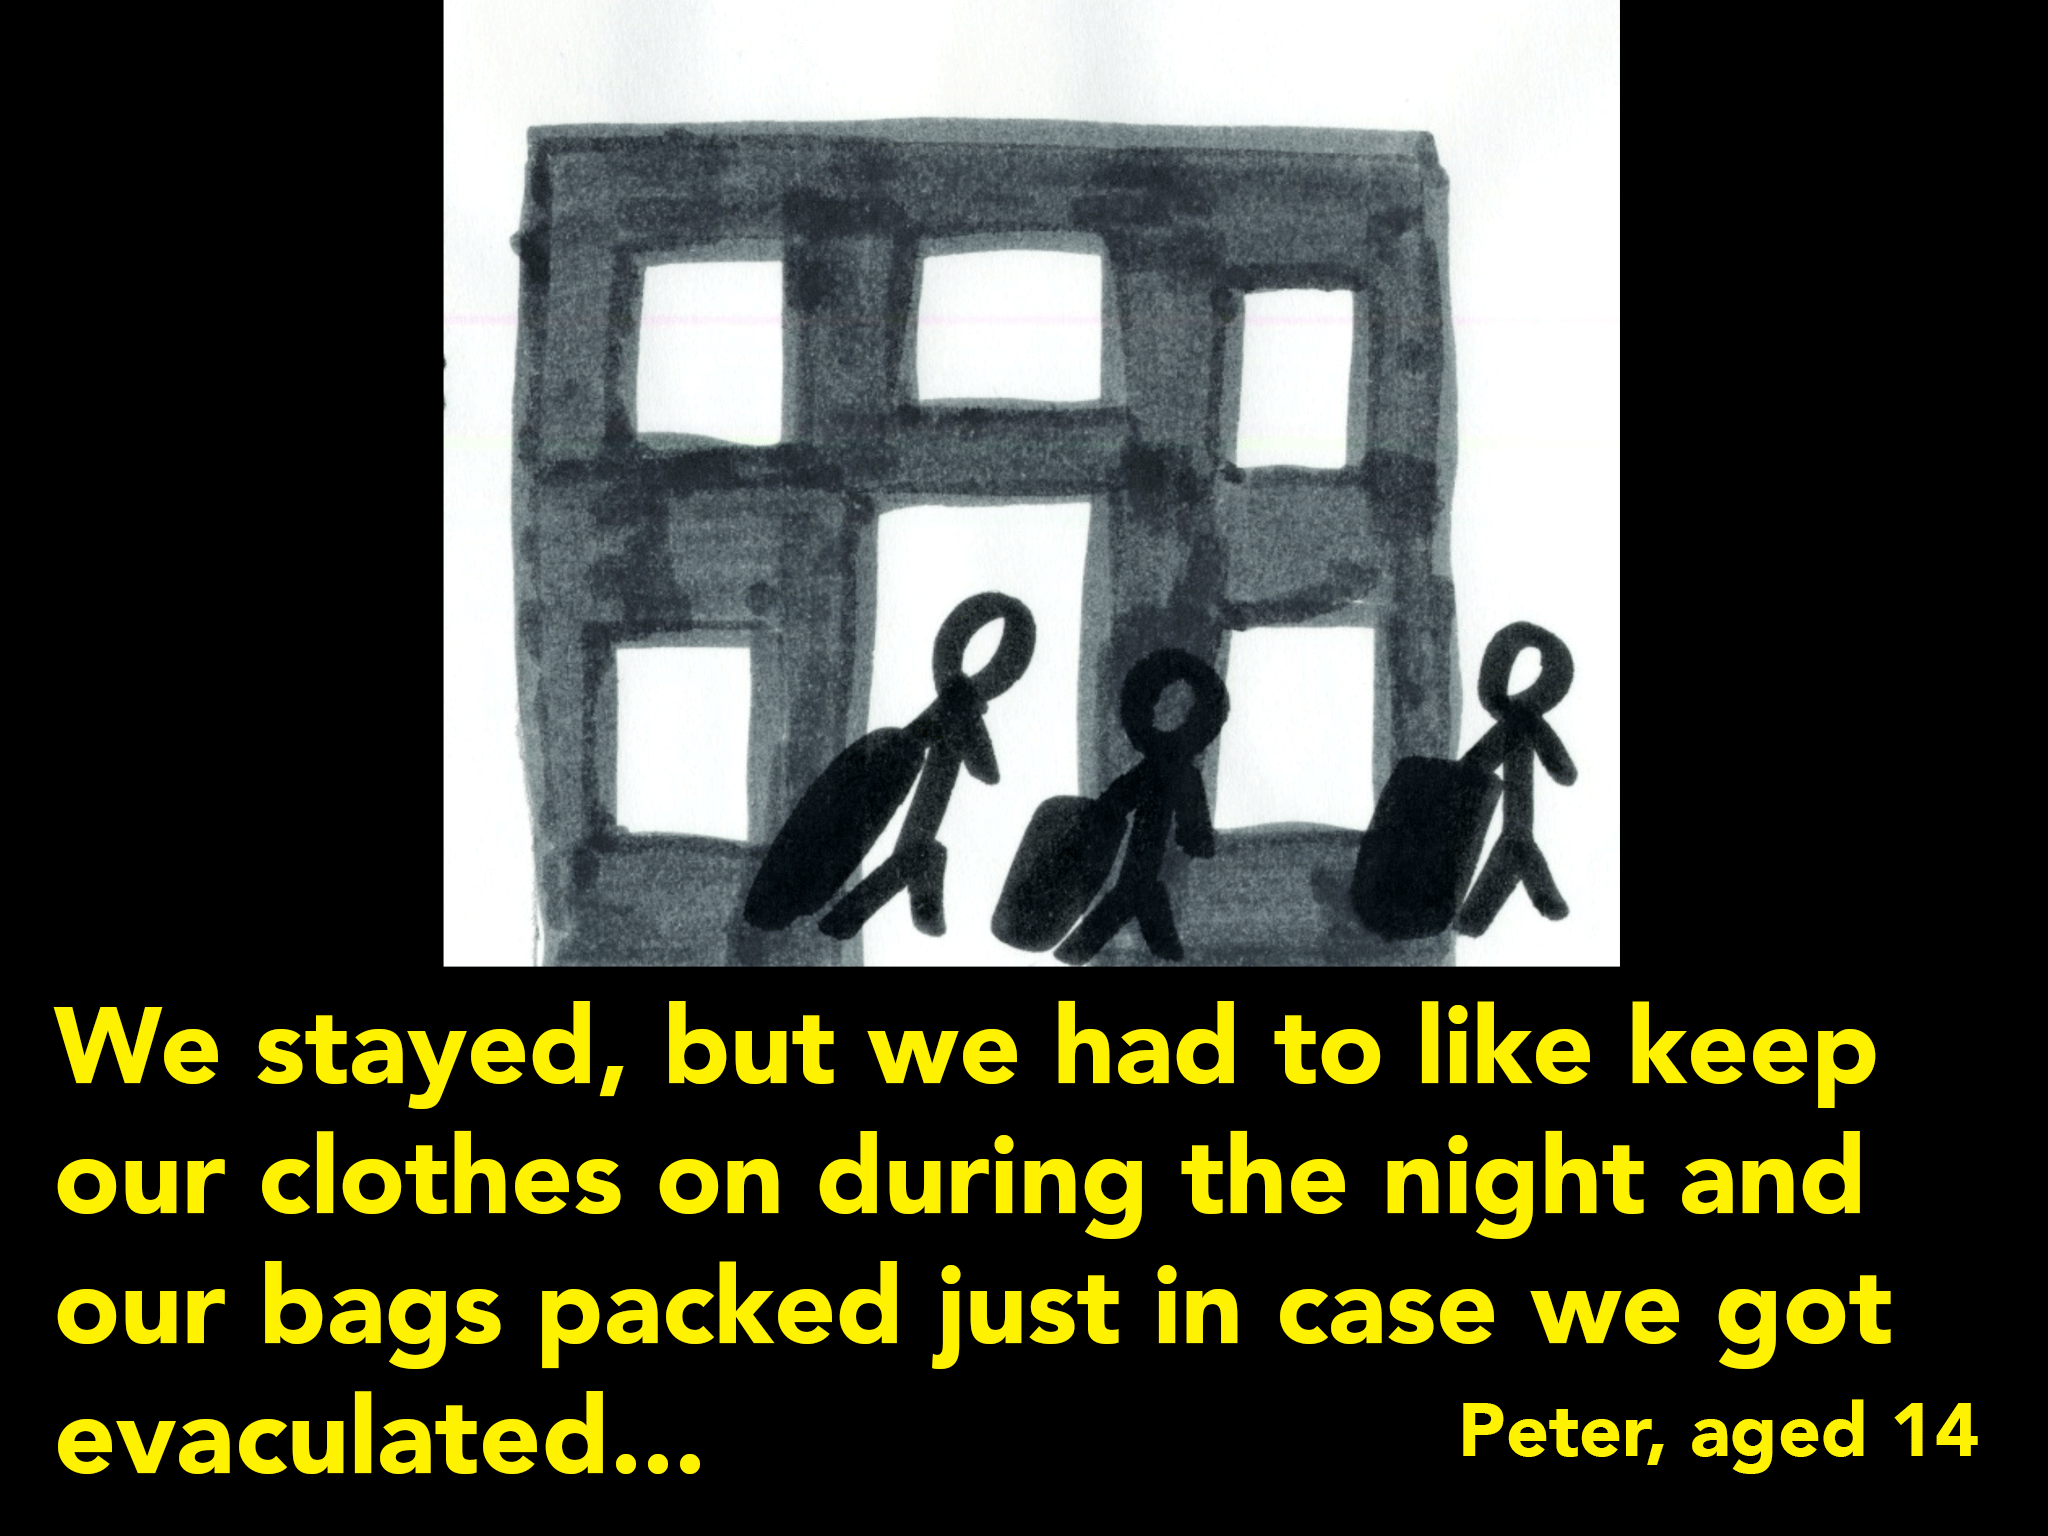 We stayed, but we had to like keep
our clothes on during the night and
our bags packed just in case we got
evaculated...
Peter, aged 14